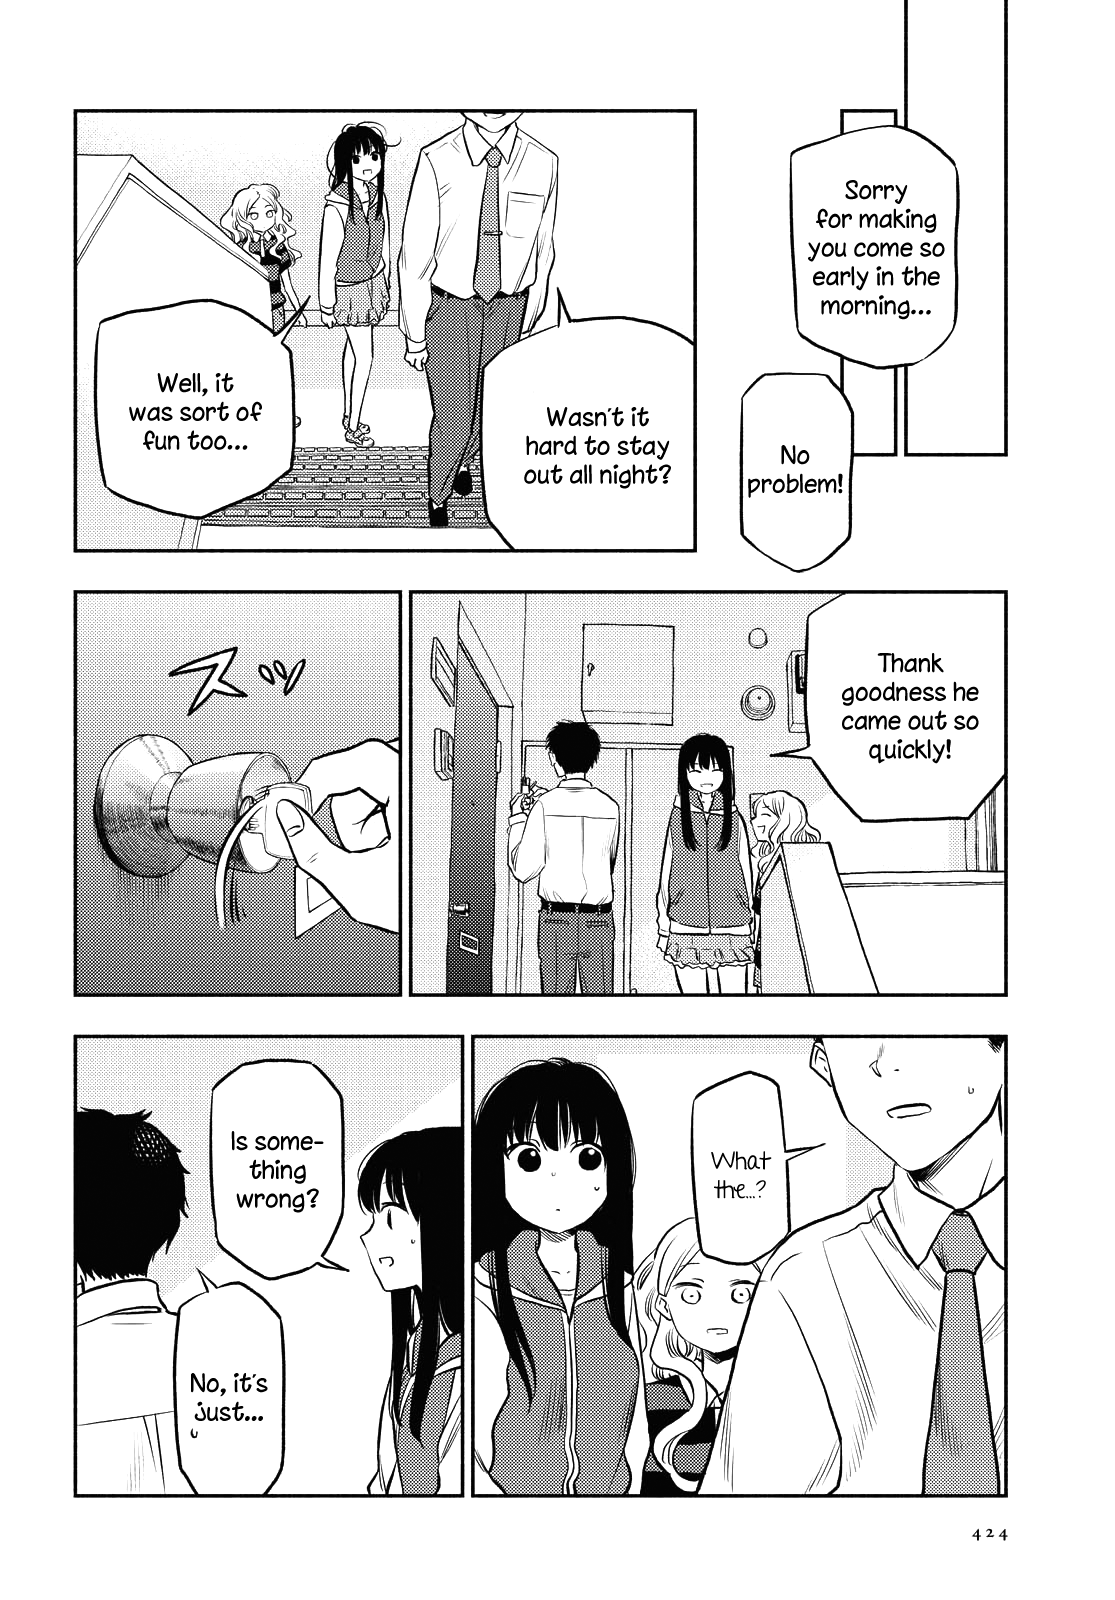 Sorry
for making
you come so
early in the
morning...
No
problem!
Wasn't it
hard to stay
out all night?
Well, it
was sort of
fun too...
Thank
goodness he
came out so
quickly!
ズッ
What
the...?
Is some-
thing
wrong?
No, it's
just...
424